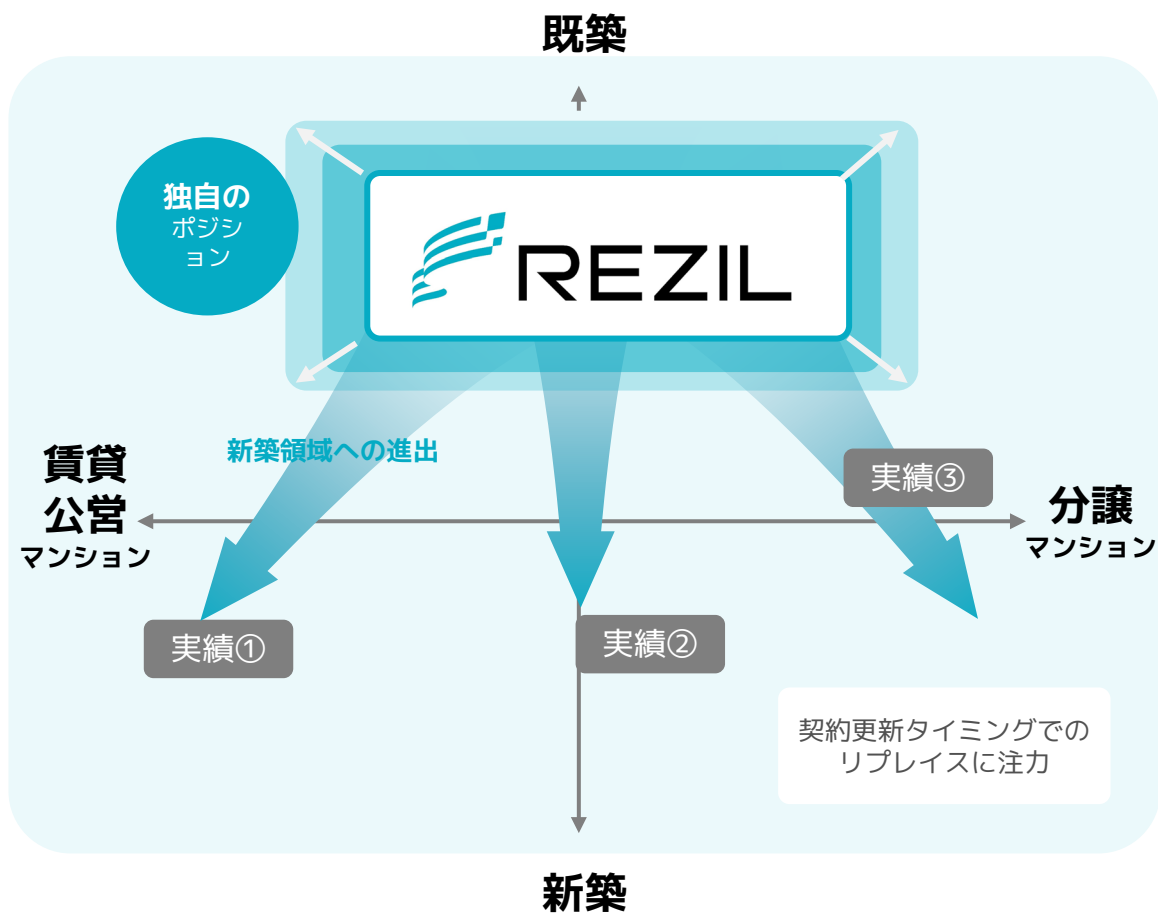 既築
独自の
ポジシ
ョン
REZIL
新築領域への進出
賃貸
公営
マンション
実績③
分譲
マンション
実績①
実績②
契約更新タイミングでの
リプレイスに注力
新築